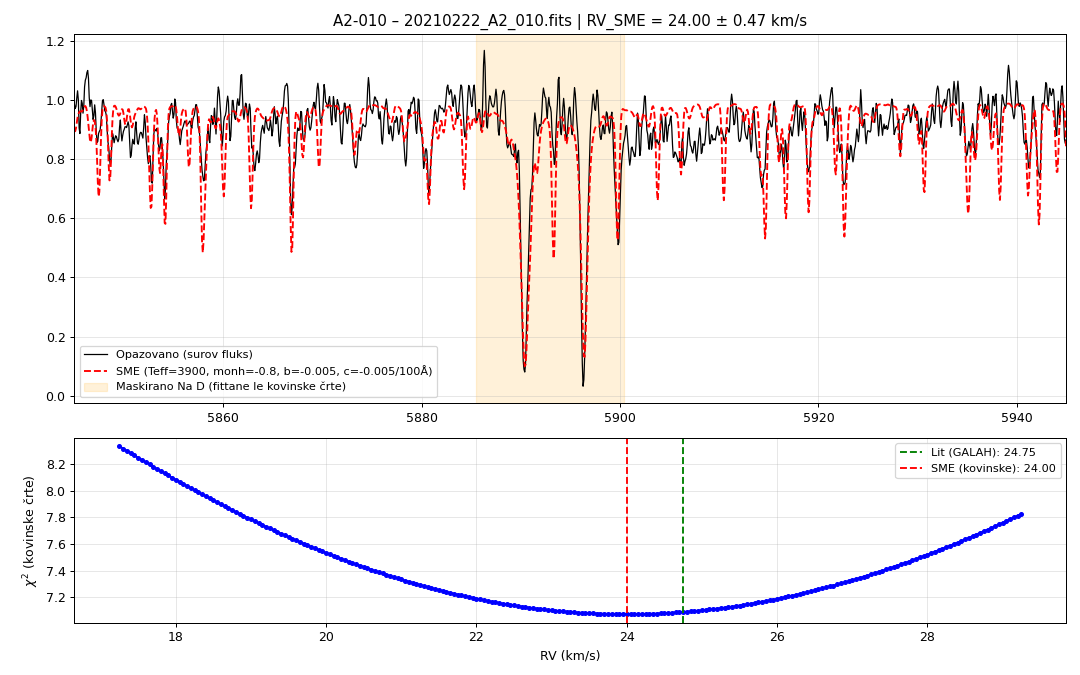 A2-010 – 20210222_A2_010.fits | RV_SME = 24.00 ± 0.47 km/s
1.2
1.0
0.8
0.6
0.4
0.2
0.0
Opazovano (surov fluks)
SME (Teff=3900, monh=-0.8, b=-0.005, c=-0.005/100Å)
Maskirano Na D (fittane le kovinske črte)
5860 5880 5900 5920 5940
χ² (kovinske črte)
8.2
8.0
7.8
7.6
7.4
7.2
Lit (GALAH): 24.75
SME (kovinske): 24.00
18 20 22 24 26 28
RV (km/s)